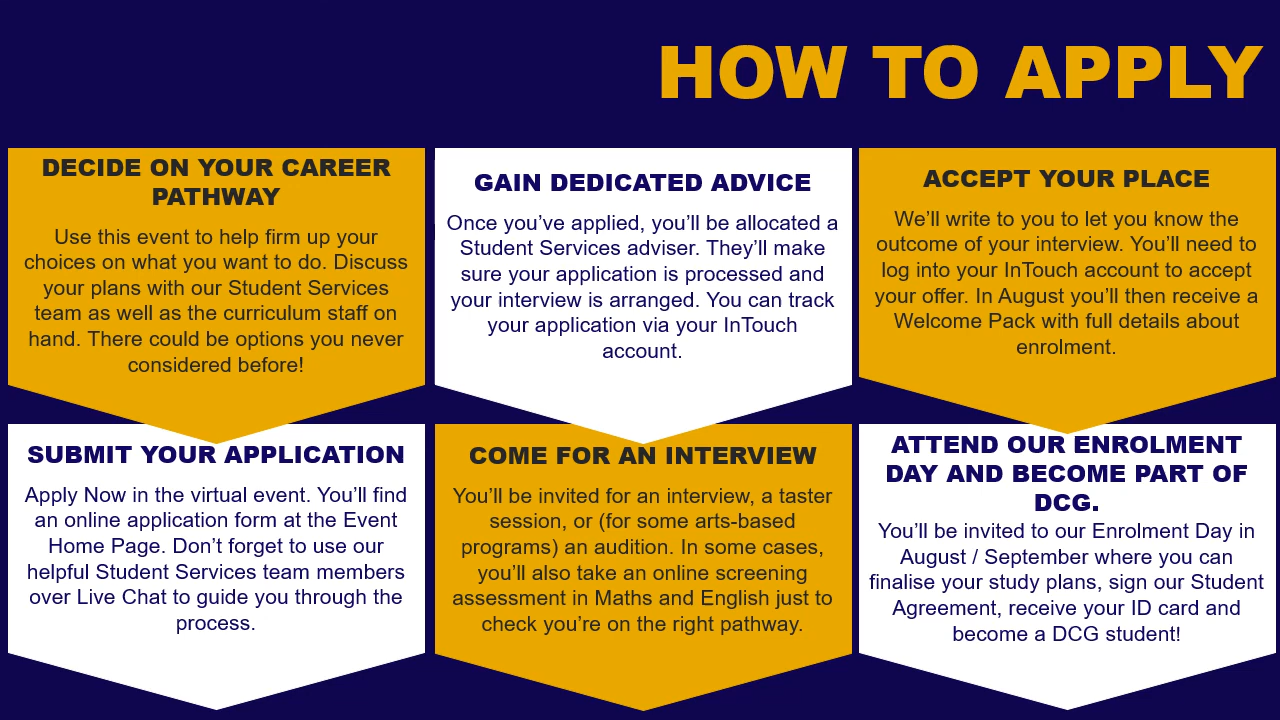 HOW TO APPLY
DECIDE ON YOUR CAREER
PATHWAY
Use this event to help firm up your
choices on what you want to do. Discuss
your plans with our Student Services
team as well as the curriculum staff on
hand. There could be options you never
considered before!
SUBMIT YOUR APPLICATION
Apply Now in the virtual event. You’ll find
an online application form at the Event
Home Page. Don’t forget to use our
helpful Student Services team members
over Live Chat to guide you through the
process.
GAIN DEDICATED ADVICE
Once you’ve applied, you’ll be allocated a
Student Services adviser. They’ll make
sure your application is processed and
your interview is arranged. You can track
your application via your InTouch
account.
COME FOR AN INTERVIEW
You’ll be invited for an interview, a taster
session, or (for some arts-based
programs) an audition. In some cases,
you’ll also take an online screening
assessment in Maths and English just to
check you’re on the right pathway.
ACCEPT YOUR PLACE
We’ll write to you to let you know the
outcome of your interview. You’ll need to
log into your InTouch account to accept
your offer. In August you’ll then receive a
Welcome Pack with full details about
enrolment.
ATTEND OUR ENROLMENT
DAY AND BECOME PART OF
DCG.
You’ll be invited to our Enrolment Day in
August / September where you can
finalise your study plans, sign our Student
Agreement, receive your ID card and
become a DCG student!